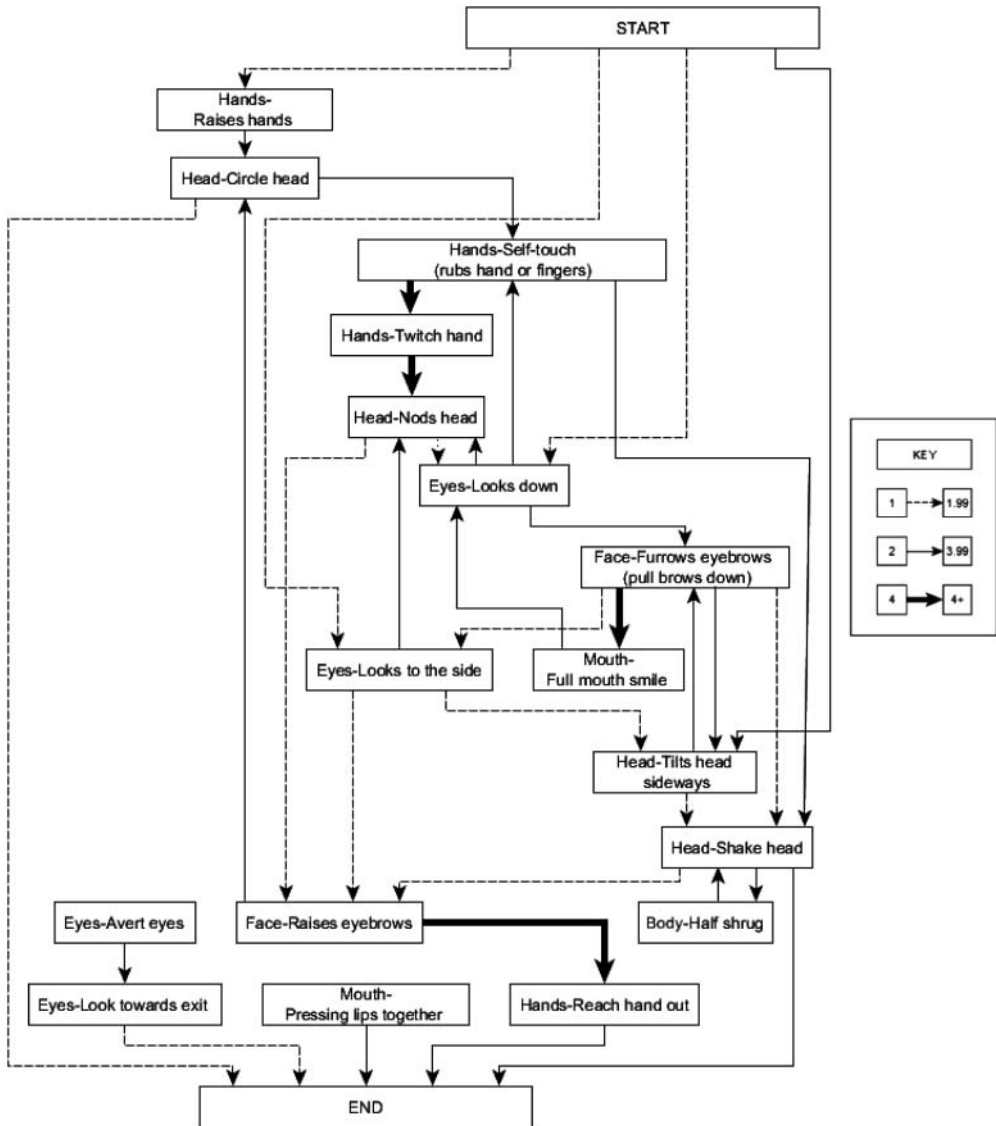 START
Hands-
Raises hands
Head-Circle head
Hands-Self-touch
(rubs hand or fingers)
Hands-Twitch hand
Head-Nods head
Eyes-Looks down
Face-Furrows eyebrows
(pull brows down)
Eyes-Looks to the side
Mouth-
Full mouth smile
Head-Tilts head
sideways
Head-Shake head
Eyes-Avert eyes
Face-Raises eyebrows
Body-Half shrug
Eyes-Look towards exit
Mouth-
Pressing lips together
Hands-Reach hand out
END
KEY
1 1.99
2 3.99
4 4+